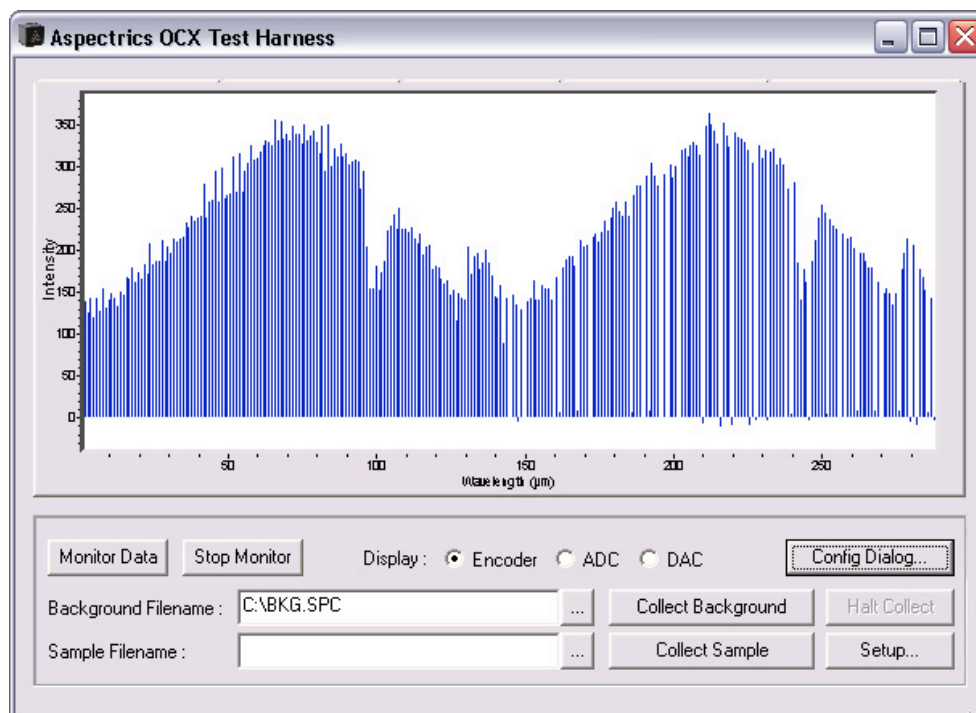 Aspectrics OCX Test Harness
350
300
250
200
150
100
50
0
Intensity
50
100
150
200
250
Wavelength (µm)
Monitor Data
Stop Monitor
Display :
Encoder
ADC
DAC
Config Dialog...
Background Filename :
C:\BKG.SPC
...
Collect Background
Halt Collect
Sample Filename :
...
Collect Sample
Setup...